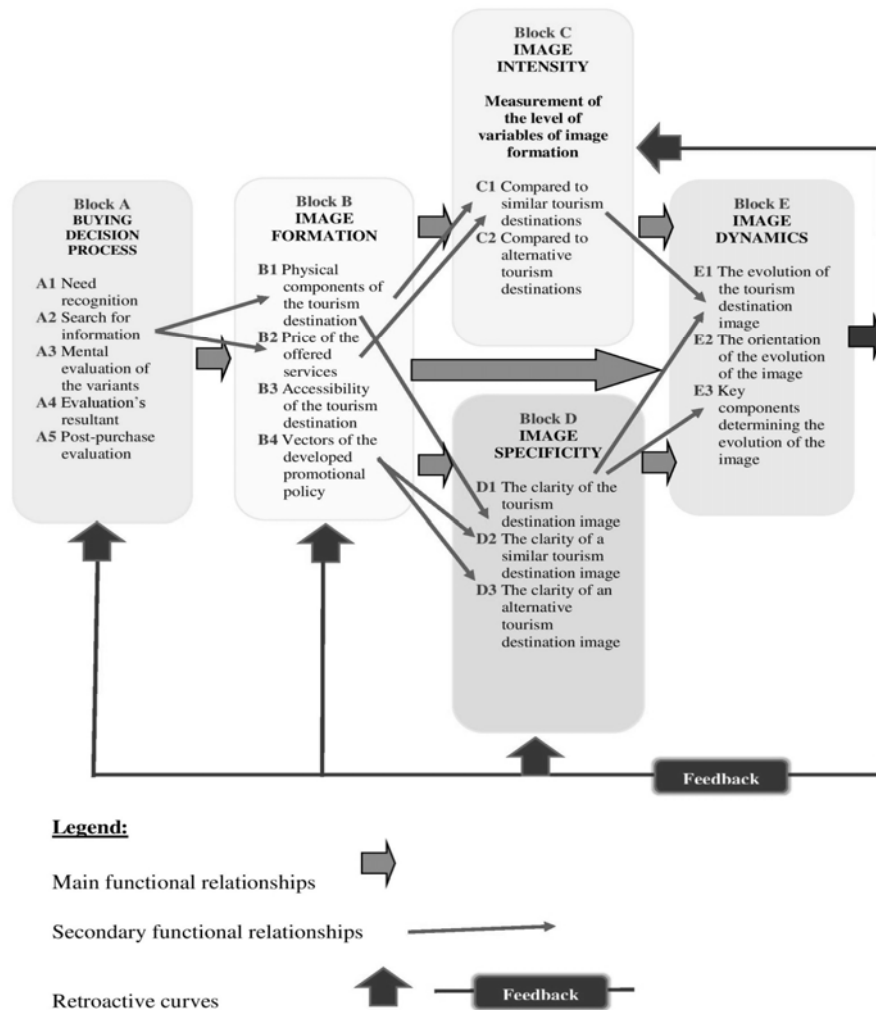 Block A
BUYING
DECISION
PROCESS
A1 Need
recognition
A2 Search for
information
A3 Mental
evaluation of
the variants
A4 Evaluation's
resultant
A5 Post-purchase
evaluation
Block B
IMAGE
FORMATION
B1 Physical
components of
the tourism
destination
B2 Price of the
offered
services
B3 Accessibility
of the tourism
destination
B4 Vectors of the
developed
promotional
policy
Block C
IMAGE
INTENSITY
Measurement of
the level of
variables of image
formation
C1 Compared to
similar tourism
destinations
C2 Compared to
alternative
tourism
destinations
Block D
IMAGE
SPECIFICITY
D1 The clarity of the
tourism
destination image
D2 The clarity of a
similar tourism
destination image
D3 The clarity of an
alternative
tourism
destination image
Block E
IMAGE
DYNAMICS
E1 The evolution of
the tourism
destination
image
E2 The orientation
of the evolution
of the image
E3 Key
components
determining the
evolution of the
image
Feedback
Legend:
Main functional relationships
Secondary functional relationships
Retroactive curves
Feedback